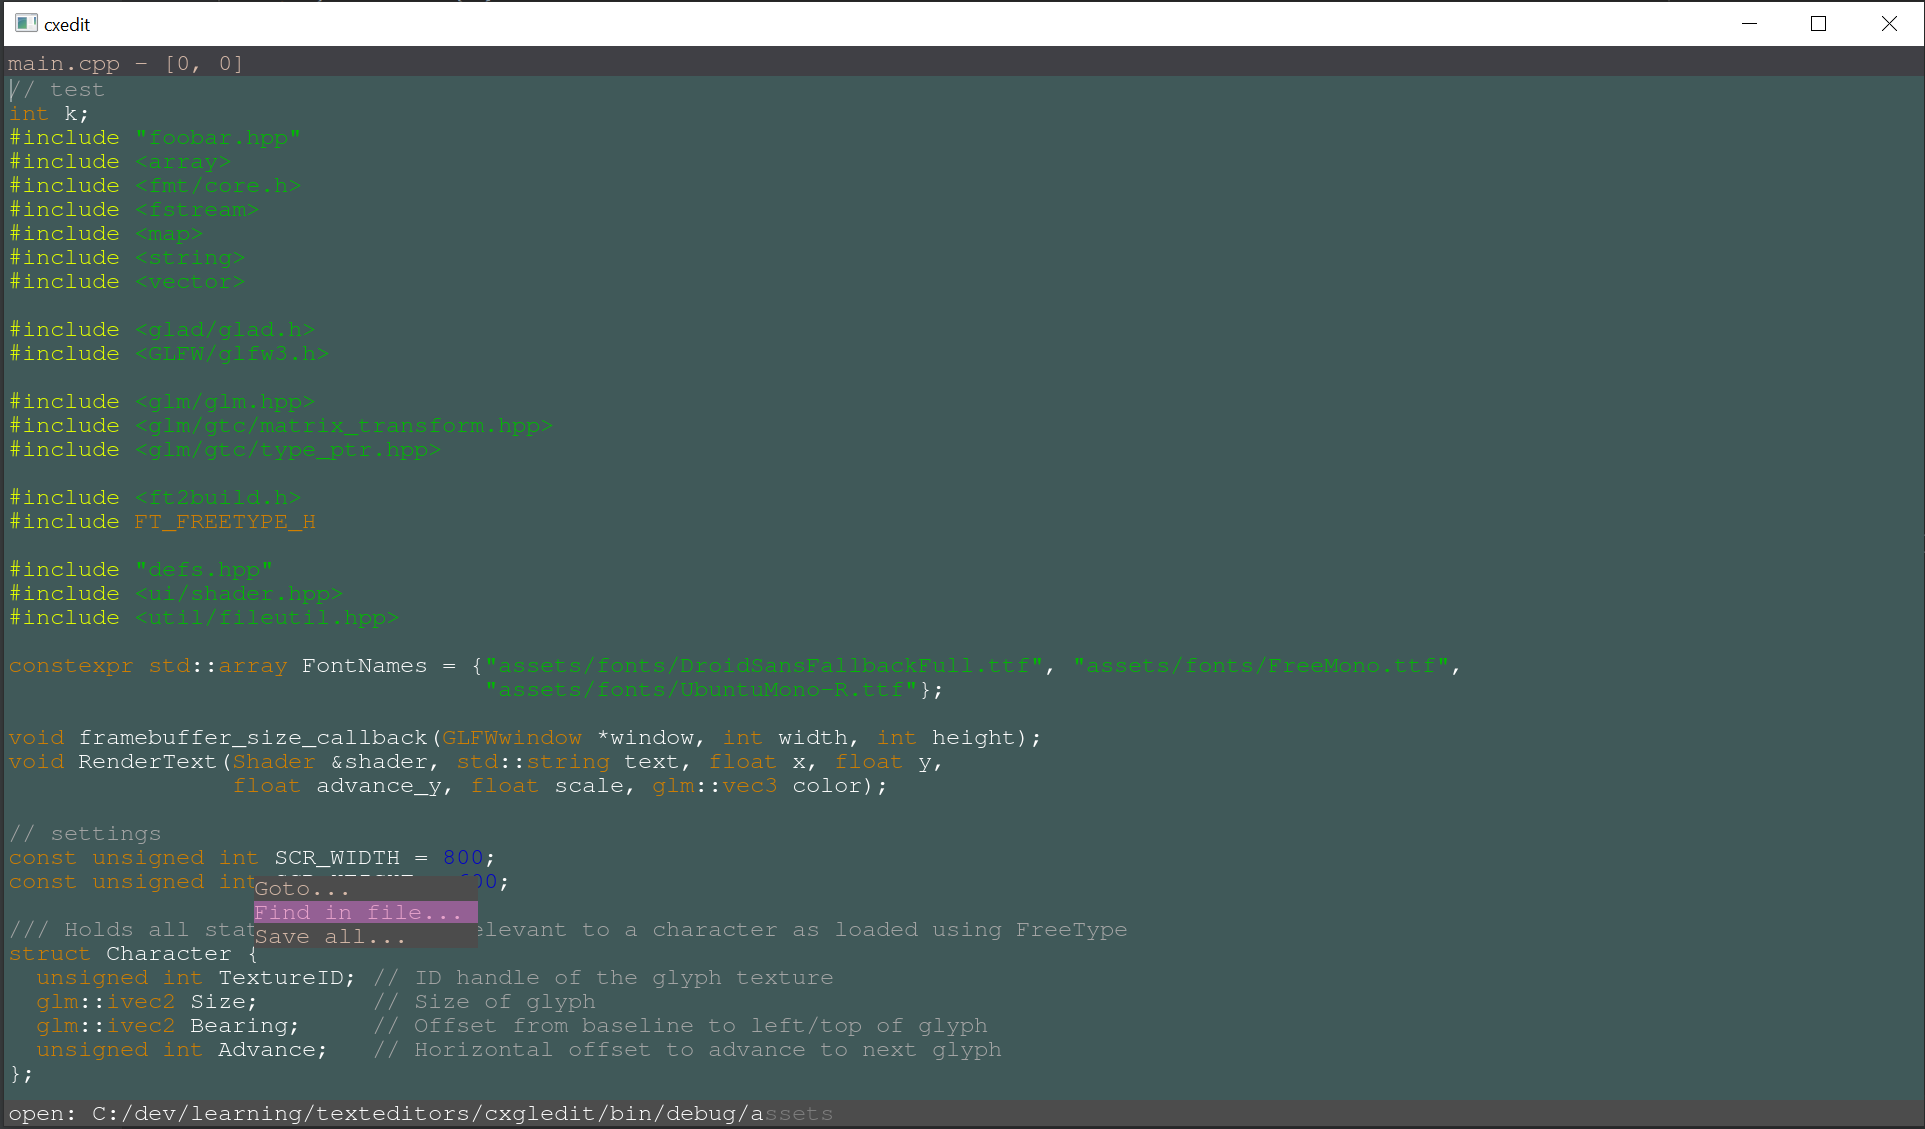 cxedit
main.cpp - [0, 0]
// test
int k;
#include "foobar.hpp"
#include <array>
#include <fmt/core.h>
#include <fstream>
#include <map>
#include <string>
#include <vector>
#include <glad/glad.h>
#include <GLFW/glfw3.h>
#include <glm/glm.hpp>
#include <glm/gtc/matrix_transform.hpp>
#include <glm/gtc/type_ptr.hpp>
#include <ft2build.h>
#include FT_FREETYPE_H
#include "defs.hpp"
#include <ui/shader.hpp>
#include <util/fileutil.hpp>
constexpr std::array FontNames = {"assets/fonts/DroidSansFallbackFull.ttf", "assets/fonts/FreeMono.ttf",
"assets/fonts/UbuntuMono-R.ttf"};
void framebuffer_size_callback(GLFWwindow *window, int width, int height);
void RenderText(Shader &shader, std::string text, float x, float y,
float advance_y, float scale, glm::vec3 color);
// settings
const unsigned int SCR_WIDTH = 800;
const unsigned int 00;
Goto...
Find in file...
Save all...
/// Holds all stat elevant to a character as loaded using FreeType
struct Character {
unsigned int TextureID; // ID handle of the glyph texture
glm::ivec2 Size; // Size of glyph
glm::ivec2 Bearing; // Offset from baseline to left/top of glyph
unsigned int Advance; // Horizontal offset to advance to next glyph
};
open: C:/dev/learning/texteditors/cxgledit/bin/debug/assets